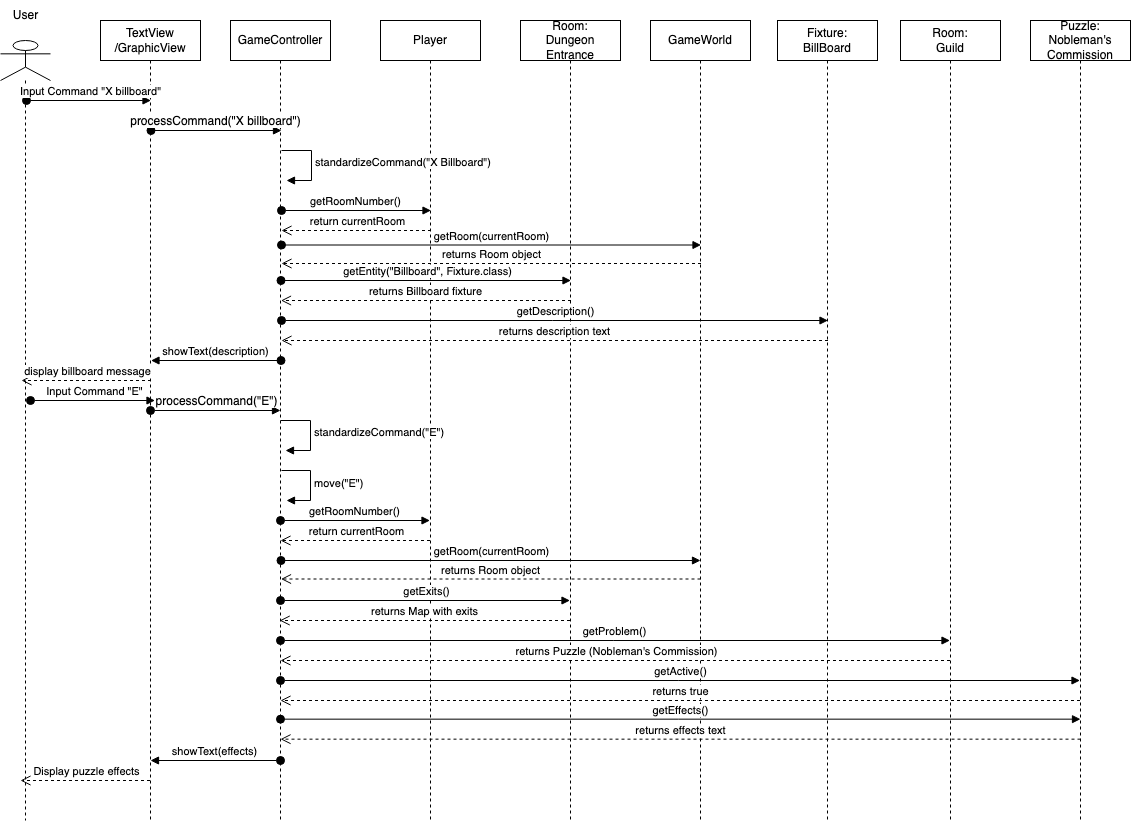 User
TextView
/GraphicView
GameController
Player
Room:
Dungeon
Entrance
GameWorld
Fixture:
BillBoard
Room:
Guild
Puzzle:
Nobleman's
Commission
Input Command "X billboard"
processCommand("X billboard")
standardizeCommand("X Billboard")
getRoomNumber()
return currentRoom
getRoom(currentRoom)
returns Room object
getEntity("Billboard", Fixture.class)
returns Billboard fixture
getDescription()
returns description text
showText(description)
display billboard message
Input Command "E"
processCommand("E")
standardizeCommand("E")
move("E")
getRoomNumber()
return currentRoom
getRoom(currentRoom)
returns Room object
getExits()
returns Map with exits
getProblem()
returns Puzzle (Nobleman's Commission)
getActive()
returns true
getEffects()
returns effects text
showText(effects)
Display puzzle effects